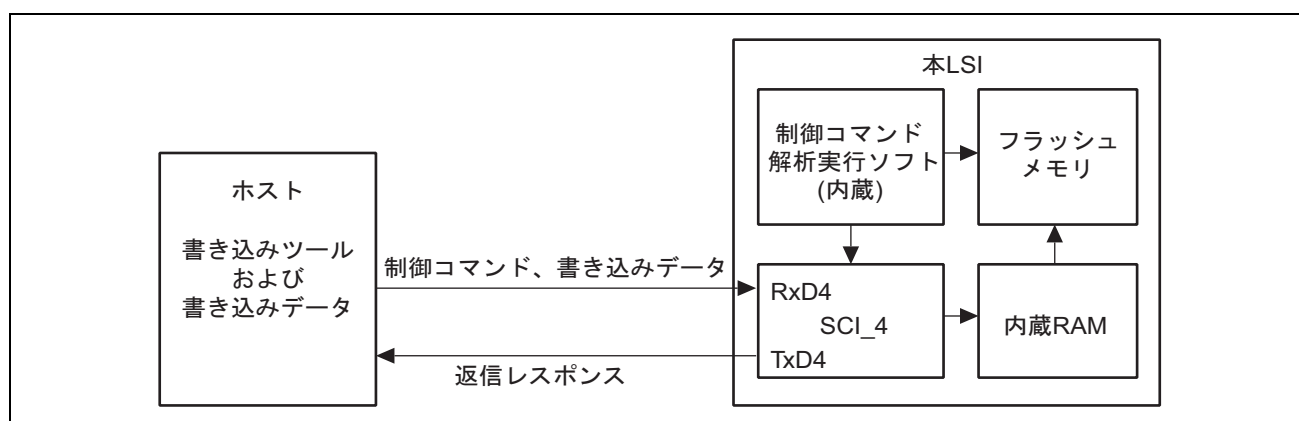 本LSI
制御コマンド
解析実行ソフト
(内蔵)
フラッシュ
メモリ
ホスト
書き込みツール
および
書き込みデータ
制御コマンド、書き込みデータ
RxD4
SCI_4
TxD4
内蔵RAM
返信レスポンス